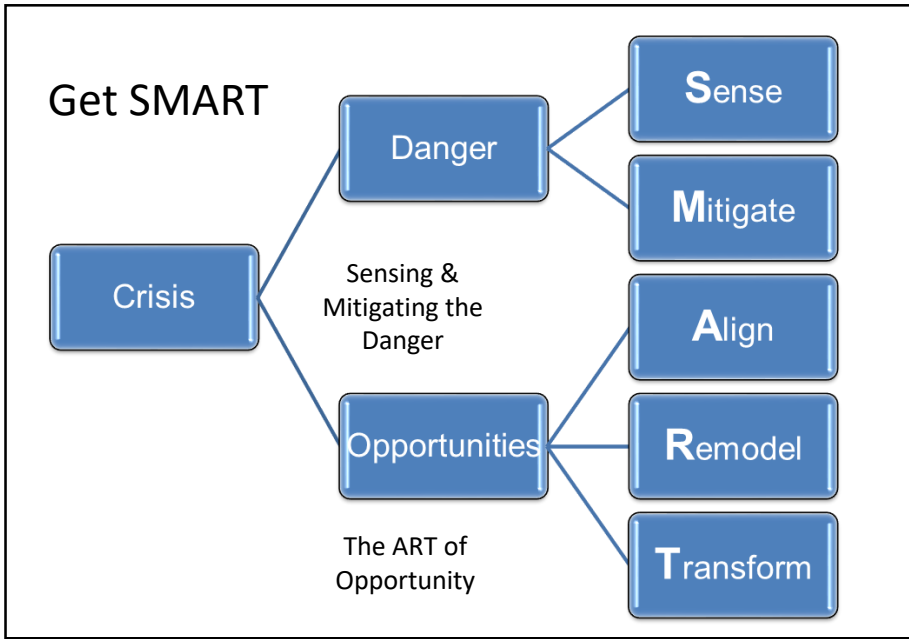 Get SMART
Crisis
Danger
Sensing &
Mitigating the
Danger
Opportunities
The ART of
Opportunity
Sense
Mitigate
Align
Remodel
Transform